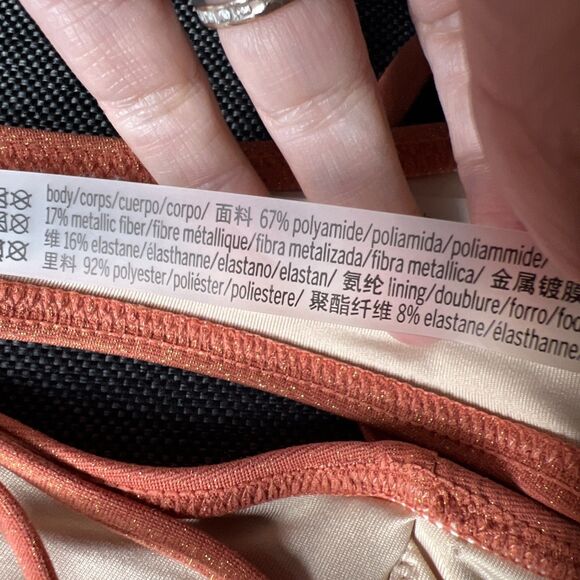 body/corps/cuerpo/corpo/ 面料 67% polyamide/poliamida/poliammide/
17% metallic fiber/fibre métallique/fibra metalizada/fibra metallica/ 金属镀膜
维 16% elastane/élasthanne/elastano/elastan/ 氨纶 lining/doublure/forro/
里料 92% polyester/poliéster/poliestere/ 聚酯纤维 8% elastane/élasthanne